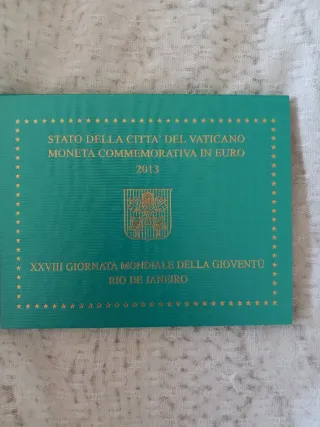 STATO DELLA CITTA' DEL VATICANO
MONETA COMMEMORATIVA IN EURO
2013
XXVIII GIORNATA MONDIALE DELLA GIOVENTÙ
RIO DE JANEIRO